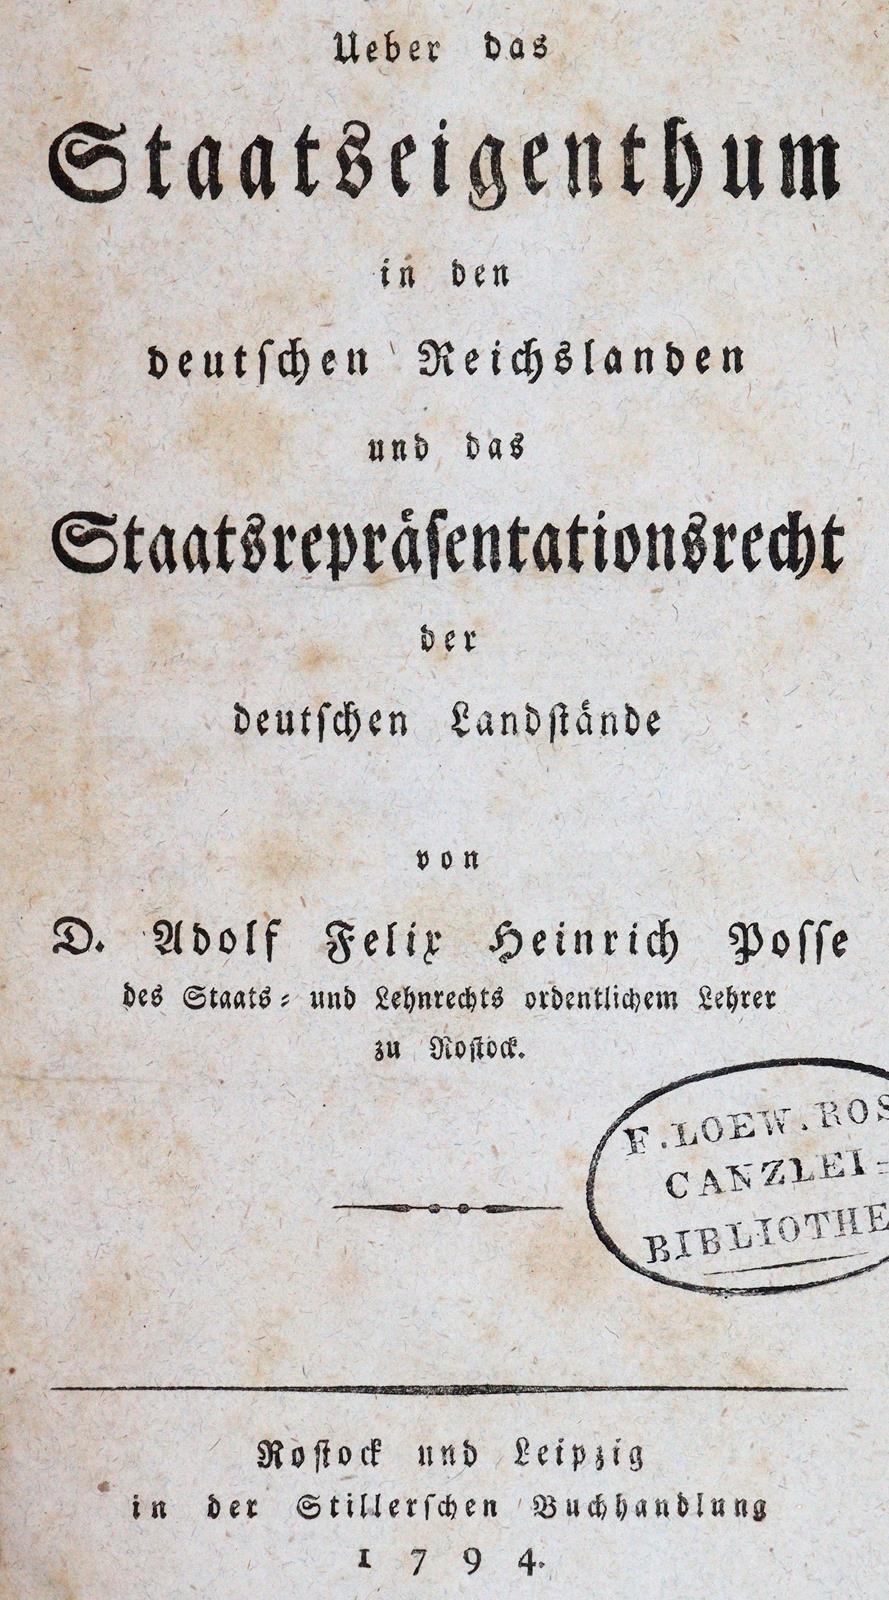 Ueber das
Staatseigenthum
in den
deutschen Reichslanden
und das
Staatsrepräsentationsrecht
der
deutschen Landstände
von
D. Adolf Felix Heinrich Posse
des Staats- und Lehnrechts ordentlichem Lehrer
zu Rostock.
F. LOEW. ROS
CANZLEI-
BIBLIOTHE
Rostock und Leipzig
in der Stillerschen Buchhandlung
1794.